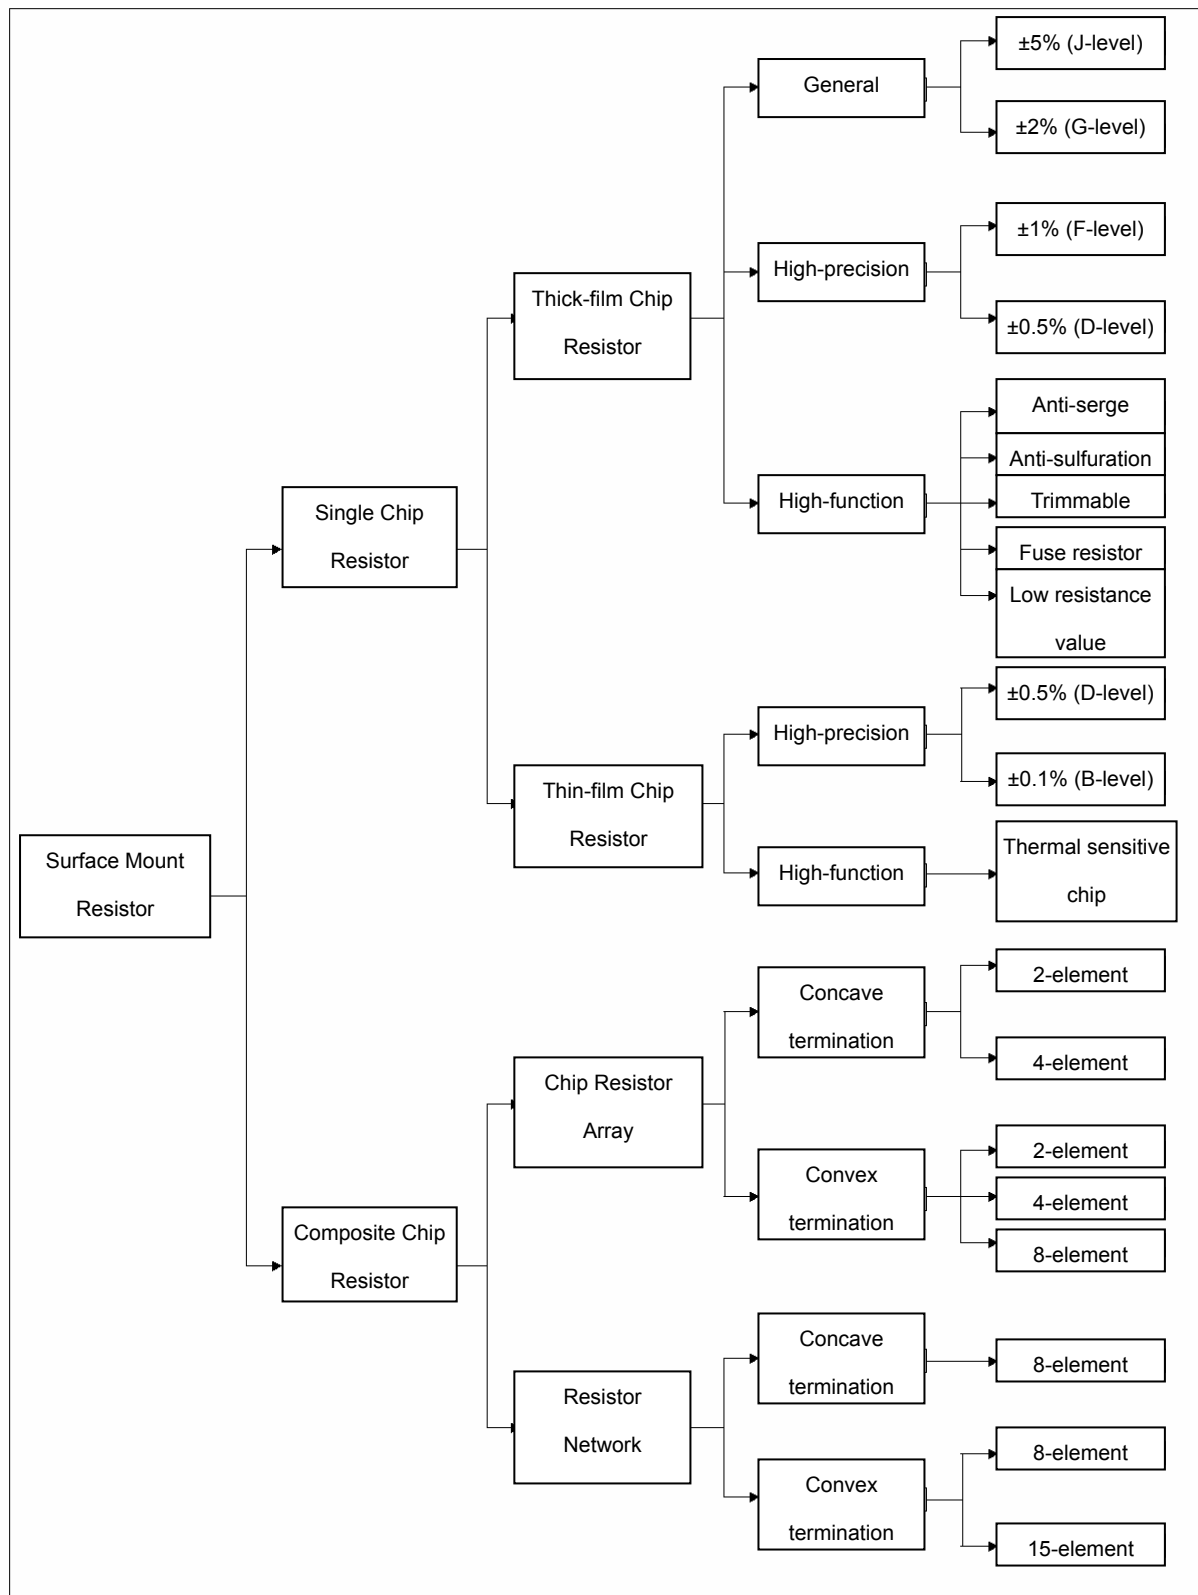 ±5% (J-level)
General
±2% (G-level)
±1% (F-level)
High-precision
Thick-film Chip
Resistor
±0.5% (D-level)
Anti-serge
Anti-sulfuration
High-function
Trimmable
Single Chip
Resistor
Fuse resistor
Low resistance
value
±0.5% (D-level)
High-precision
Thin-film Chip
Resistor
±0.1% (B-level)
Surface Mount
Resistor
High-function
Thermal sensitive
chip
Concave
termination
2-element
4-element
Chip Resistor
Array
2-element
Convex
termination
4-element
8-element
Composite Chip
Resistor
Concave
termination
8-element
Resistor
Network
8-element
Convex
termination
15-element